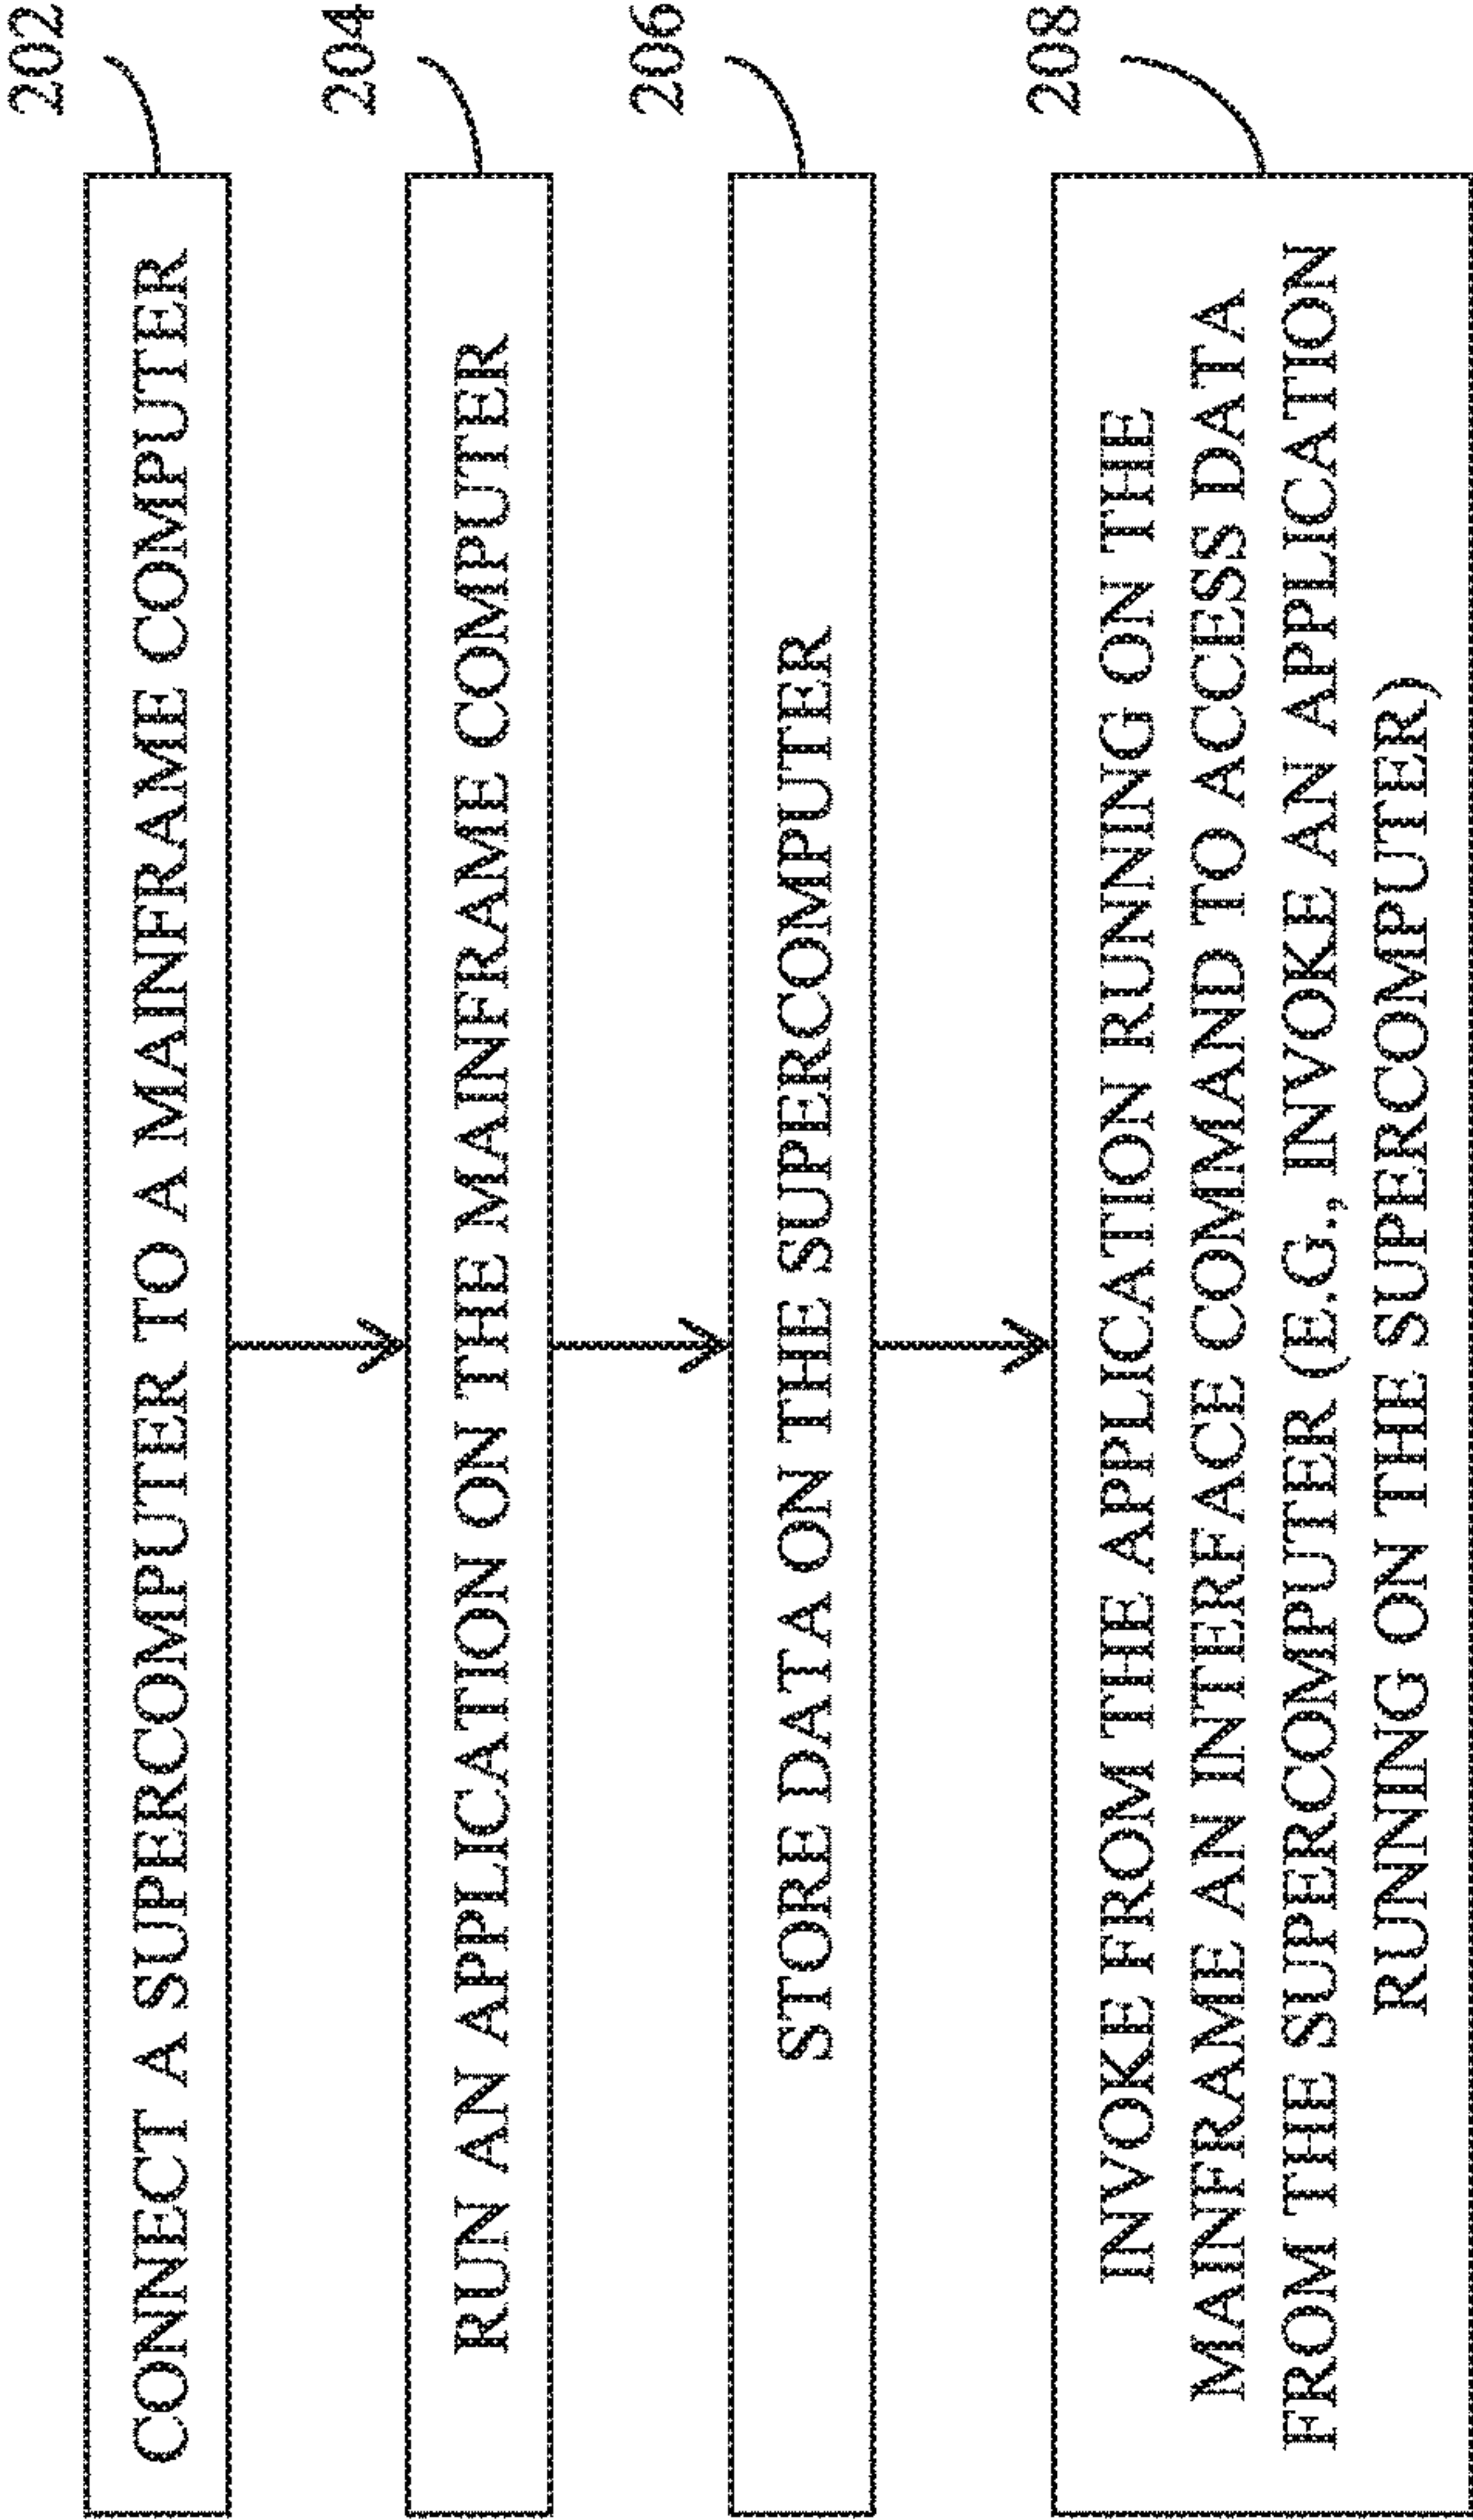 202
CONNECT A SUPERCOMPUTER TO A MAINFRAME COMPUTER
204
RUN AN APPLICATION ON THE MAINFRAME COMPUTER
206
STORE DATA ON THE SUPERCOMPUTER
208
INVOKE FROM THE APPLICATION RUNNING ON THE
MAINFRAME AN INTERFACE COMMAND TO ACCESS DATA
FROM THE SUPERCOMPUTER (E.G., INVOKE AN APPLICATION
RUNNING ON THE SUPERCOMPUTER)